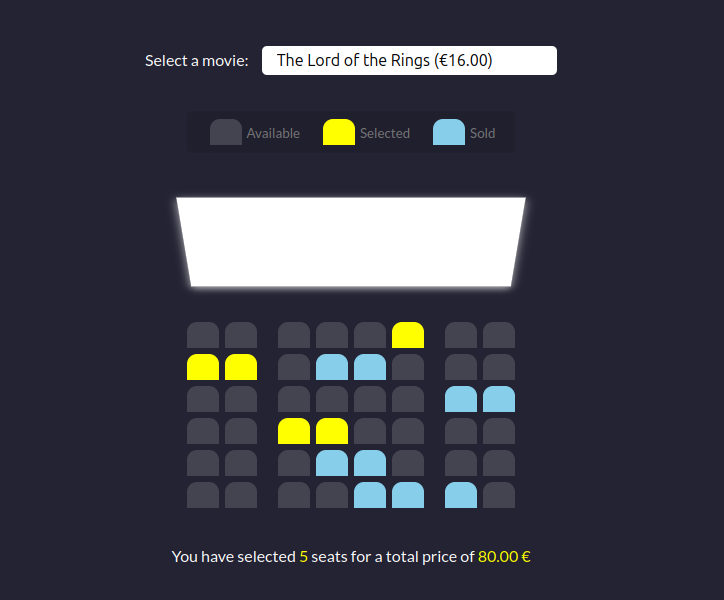 Select a movie: The Lord of the Rings (€16.00)
Available Selected Sold
You have selected 5 seats for a total price of 80.00 €